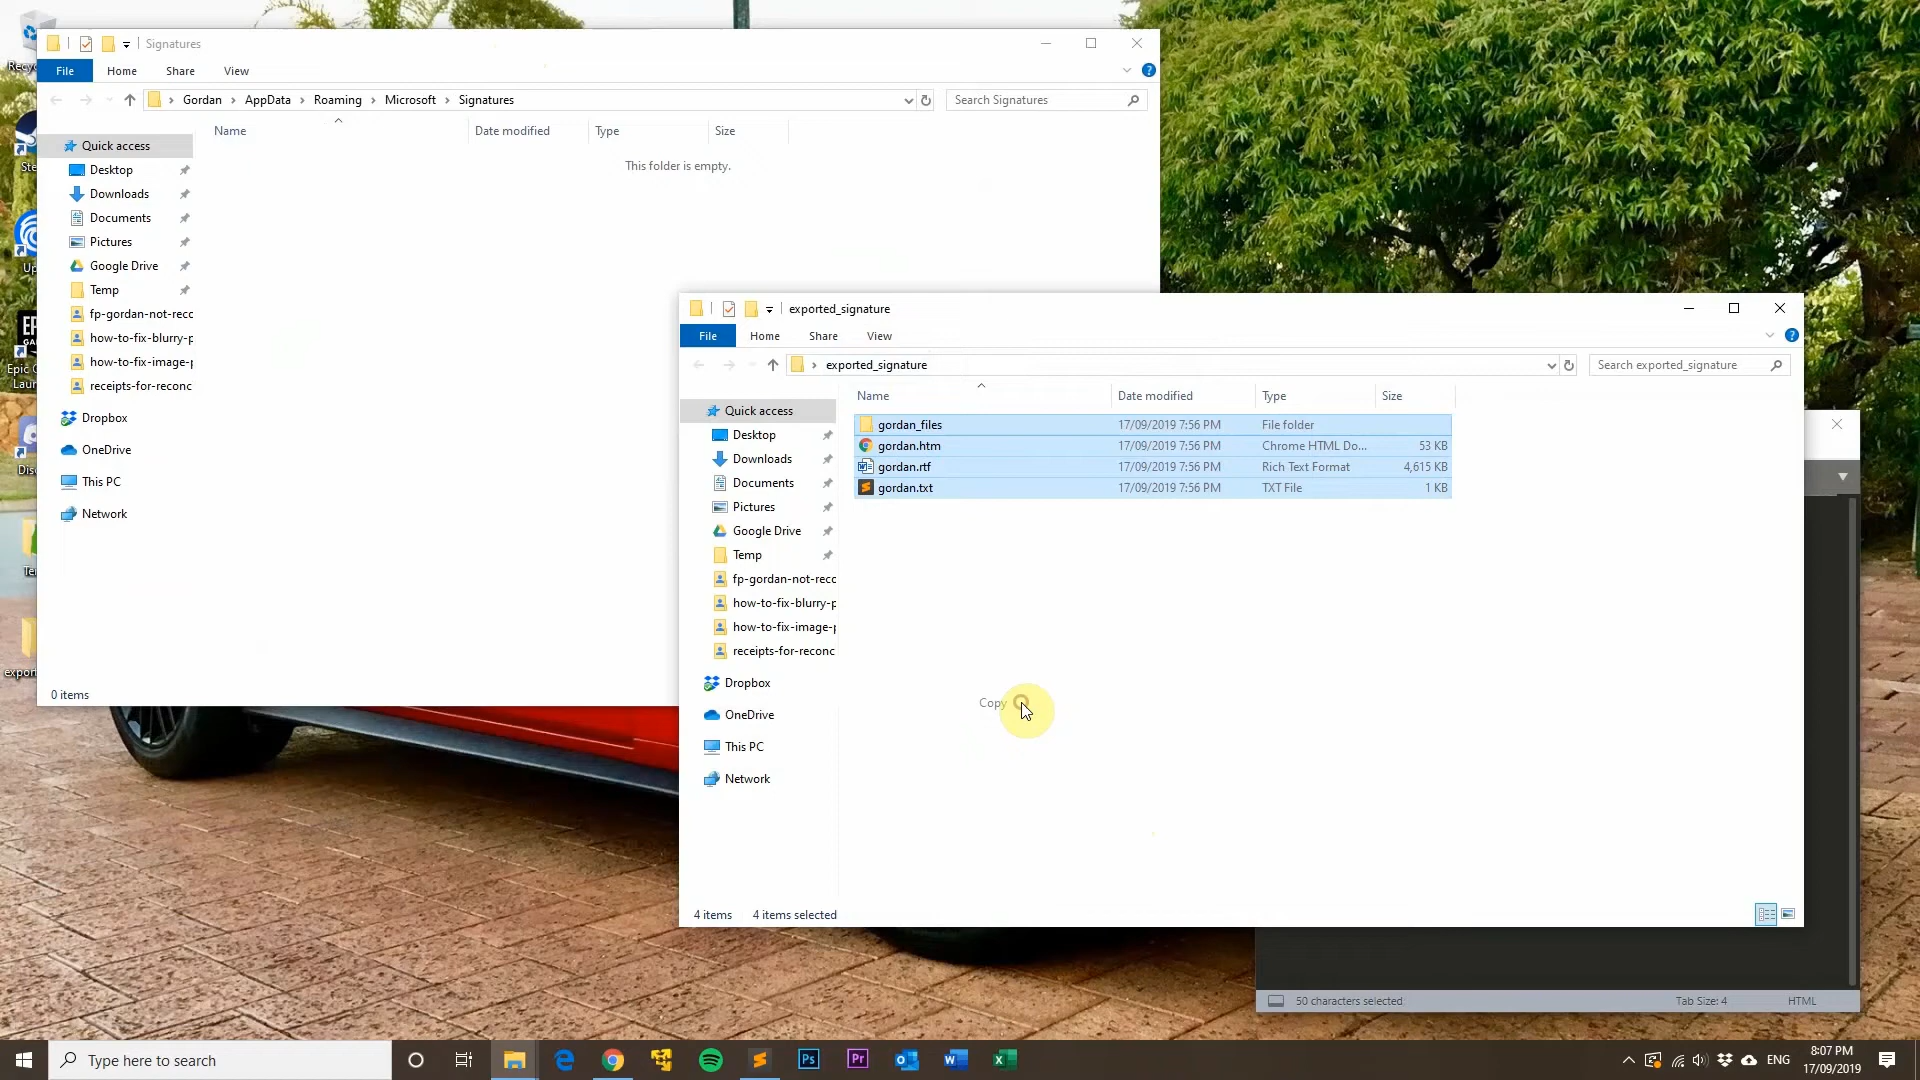 Signatures
File Home Share View
Gordan AppData Roaming Microsoft Signatures
Search Signatures
Name Date modified Type Size
This folder is empty.
Quick access
Desktop
Downloads
Documents
Pictures
Google Drive
Temp
fp-gordan-not-reco
how-to-fix-blurry-p
how-to-fix-image-p
receipts-for-reconc
Dropbox
OneDrive
This PC
Network
0 items
exported_signature
File Home Share View
exported_signature
Search exported_signature
Name Date modified Type Size
Quick access
Desktop
Downloads
Documents
Pictures
Google Drive
Temp
fp-gordan-not-reco
how-to-fix-blurry-p
how-to-fix-image-p
receipts-for-reconc
Dropbox
OneDrive
This PC
Network
gordan_files 17/09/2019 7:56 PM File folder
gordan.htm 17/09/2019 7:56 PM Chrome HTML Do... 53 KB
gordan.rtf 17/09/2019 7:56 PM Rich Text Format 4,615 KB
gordan.txt 17/09/2019 7:56 PM TXT File 1 KB
Copy
4 items 4 items selected
50 characters selected Tab Size: 4 HTML
Type here to search
ENG
8:07 PM
17/09/2019